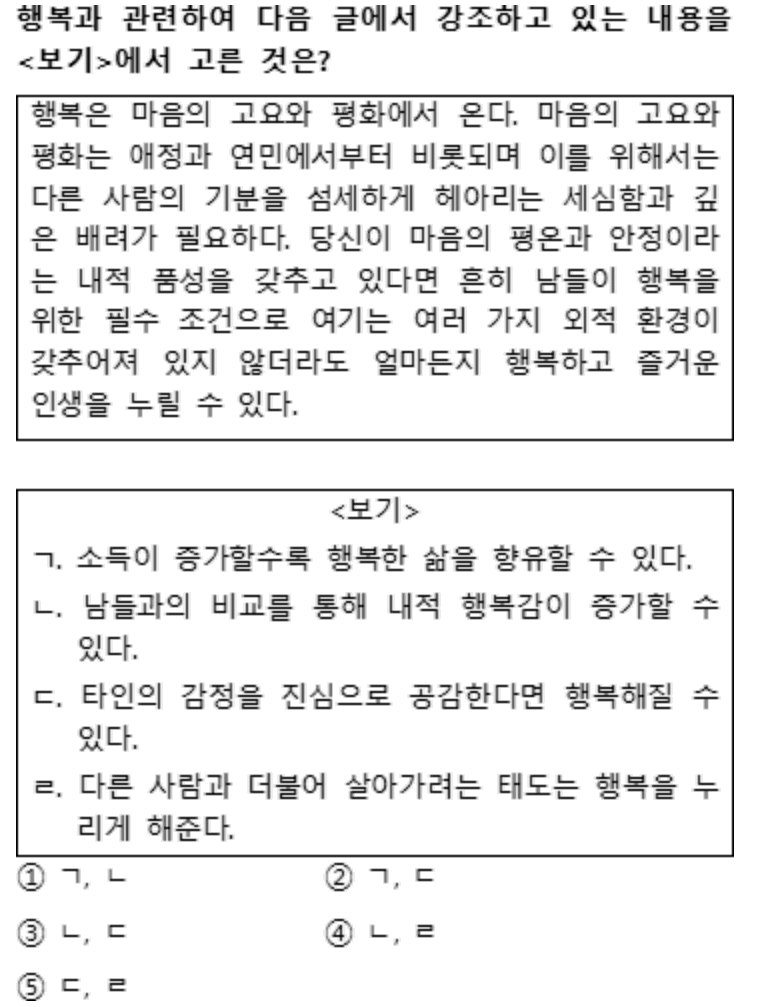 행복과 관련하여 다음 글에서 강조하고 있는 내용을
<보기>에서 고른 것은?
행복은 마음의 고요와 평화에서 온다. 마음의 고요와
평화는 애정과 연민에서부터 비롯되며 이를 위해서는
다른 사람의 기분을 섬세하게 헤아리는 세심함과 깊
은 배려가 필요하다. 당신이 마음의 평온과 안정이라
는 내적 품성을 갖추고 있다면 흔히 남들이 행복을
위한 필수 조건으로 여기는 여러 가지 외적 환경이
갖추어져 있지 않더라도 얼마든지 행복하고 즐거운
인생을 누릴 수 있다.
<보기>
ㄱ. 소득이 증가할수록 행복한 삶을 향유할 수 있다.
ㄴ. 남들과의 비교를 통해 내적 행복감이 증가할 수
있다.
ㄷ. 타인의 감정을 진심으로 공감한다면 행복해질 수
있다.
ㄹ. 다른 사람과 더불어 살아가려는 태도는 행복을 누
리게 해준다.
① ㄱ, ㄴ ② ㄱ, ㄷ
③ ㄴ, ㄷ ④ ㄴ, ㄹ
⑤ ㄷ, ㄹ